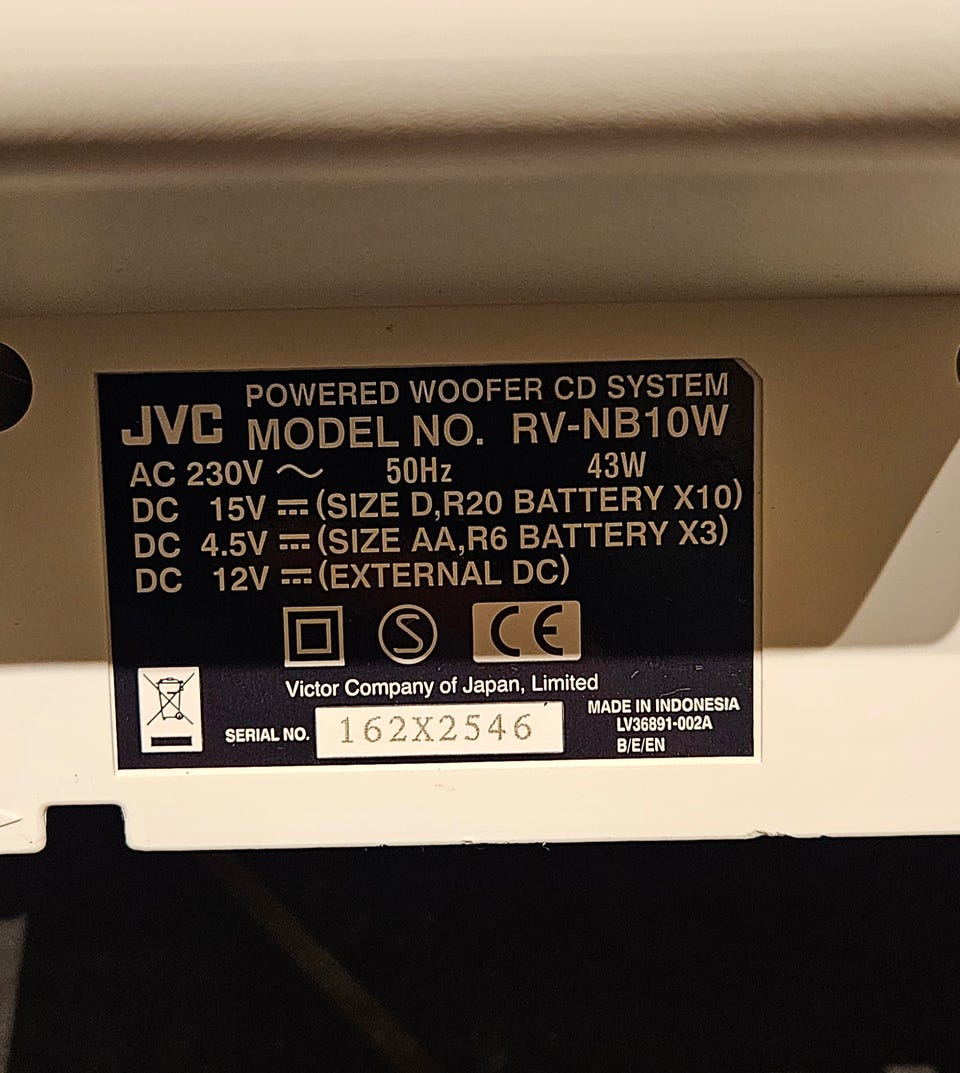 POWERED WOOFER CD SYSTEM
JVC MODEL NO. RV-NB10W
AC 230V ~ 50Hz 43W
DC 15V ⎓ (SIZE D,R20 BATTERY X10)
DC 4.5V ⎓ (SIZE AA,R6 BATTERY X3)
DC 12V ⎓ (EXTERNAL DC)
S CE
Victor Company of Japan, Limited
SERIAL NO. 162X2546
MADE IN INDONESIA
LV36891-002A
B/E/EN